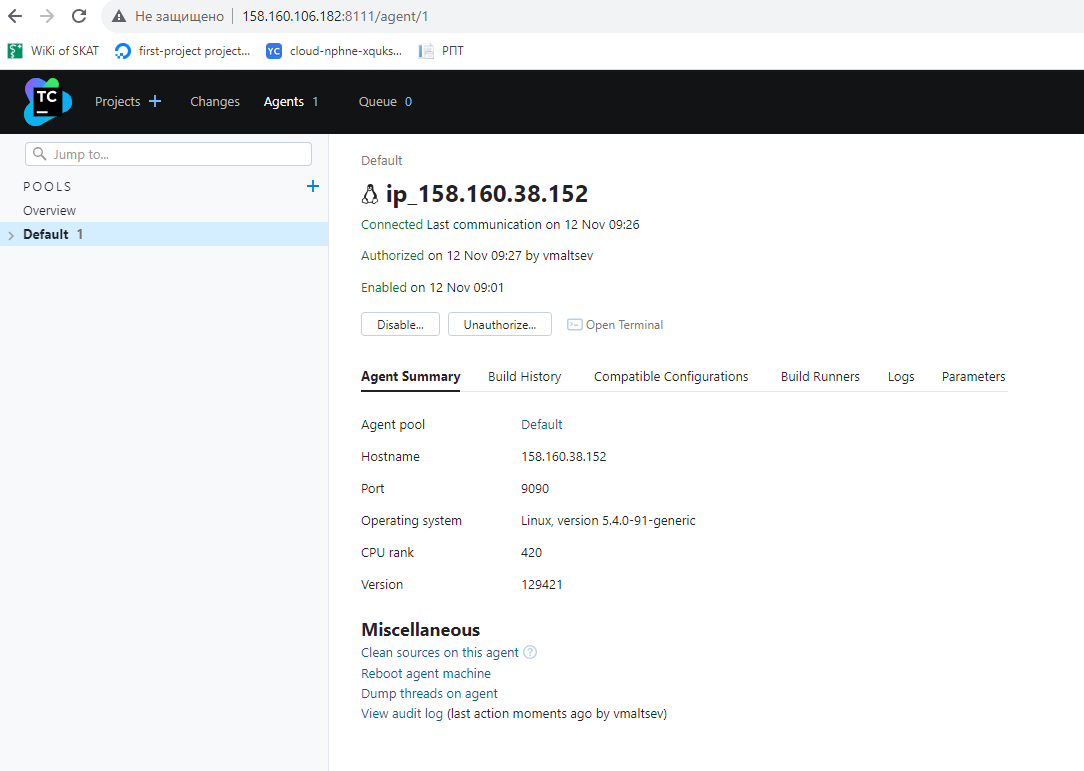 Не защищено 158.160.106.182:8111/agent/1
WiKi of SKAT first-project project... YC cloud-nphne-xquks... РПТ
TC Projects Changes Agents 1 Queue 0
Jump to...
POOLS
Overview
Default 1
Default
ip_158.160.38.152
Connected Last communication on 12 Nov 09:26
Authorized on 12 Nov 09:27 by vmaltsev
Enabled on 12 Nov 09:01
Disable... Unauthorize... Open Terminal
Agent Summary Build History Compatible Configurations Build Runners Logs Parameters
Agent pool Default
Hostname 158.160.38.152
Port 9090
Operating system Linux, version 5.4.0-91-generic
CPU rank 420
Version 129421
Miscellaneous
Clean sources on this agent ?
Reboot agent machine
Dump threads on agent
View audit log (last action moments ago by vmaltsev)